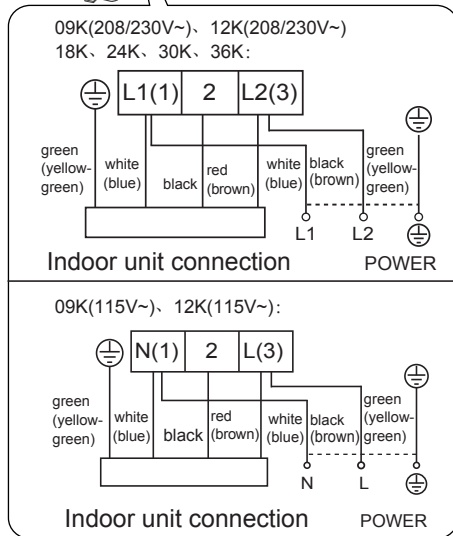 09K(208/230V~)、12K(208/230V~)
18K、24K、30K、36K:
L1(1) 2 L2(3)
green (yellow-green)
white (blue)
black
red (brown)
white (blue)
black (brown)
green (yellow-green)
L1 L2
Indoor unit connection POWER
09K(115V~)、12K(115V~):
N(1) 2 L(3)
green (yellow-green)
white (blue)
black
red (brown)
white (blue)
black (brown)
green (yellow-green)
N L
Indoor unit connection POWER